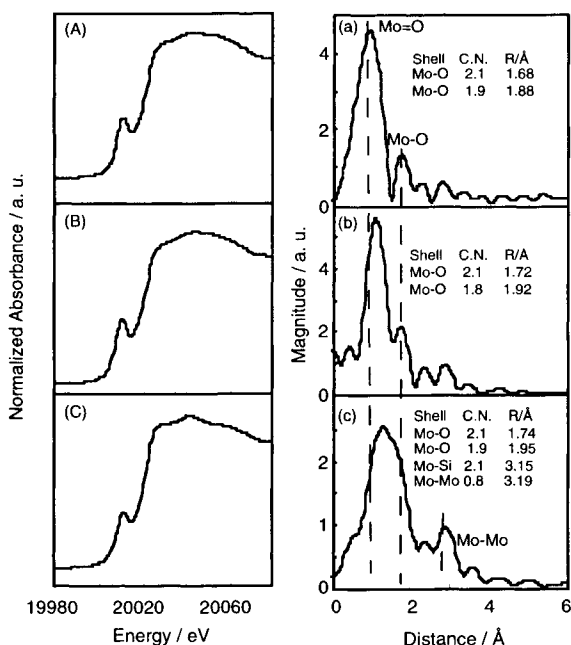 (A)
(B)
(C)
Normalized Absorbance / a. u.
19980 20020 20060
Energy / eV
(a) Mo=O
Shell C.N. R/Å
Mo-O 2.1 1.68
Mo-O 1.9 1.88
Mo-O
4
2
0
(b)
Shell C.N. R/Å
Mo-O 2.1 1.72
Mo-O 1.8 1.92
4
2
0
Magnitude / a. u.
(c)
Shell C.N. R/Å
Mo-O 2.1 1.74
Mo-O 1.9 1.95
Mo-Si 2.1 3.15
Mo-Mo 0.8 3.19
Mo-Mo
2
1
0
0 2 4 6
Distance / Å